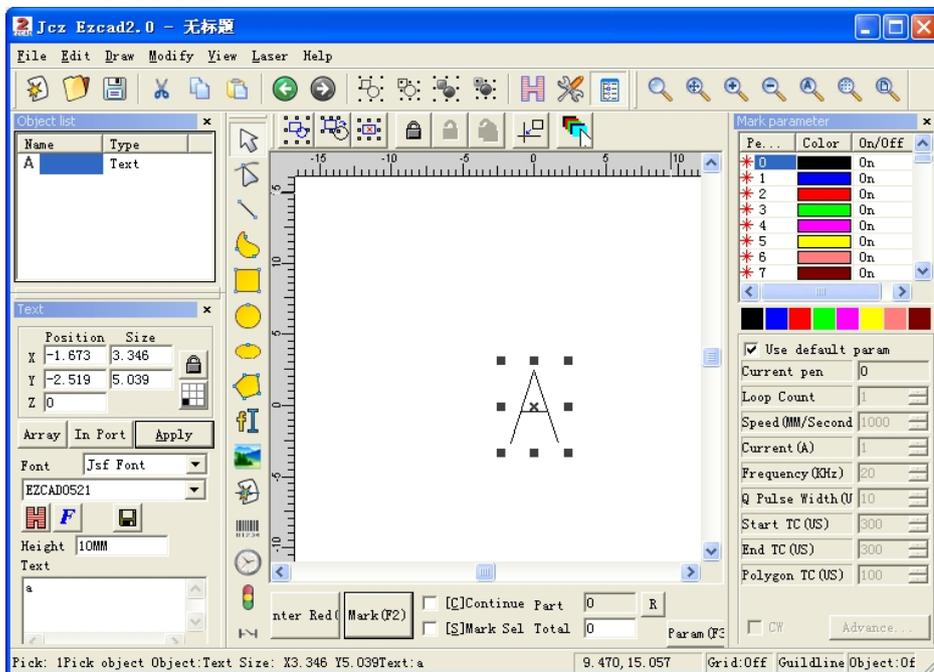 Jcz Ezcad2.0 - 无标题
File Edit Draw Modify View Laser Help
Object list
Name Type
A Text
Text
Position Size
X -1.673 3.346
Y -2.519 5.039
Z 0
Array In Port Apply
Font Jsf Font
EZCAD0521
Height 10MM
Text
a
-15 -10 -5 0 5 10
10
5
0
-5
-10
Mark parameter
Pe... Color On/Off
0 On
1 On
2 On
3 On
4 On
5 On
6 On
7 On
Use default param
Current pen 0
Loop Count 1
Speed(MM/Second 1000
Current(A) 1
Frequency(KHz) 20
Q Pulse Width(U 10
Start TC(US) 300
End TC(US) 300
Polygon TC(US) 100
CW Advance...
nter Red( Mark(F2) [C]Continue Part 0 R
[S]Mark Sel Total 0 Param(F3
Pick: 1Pick object Object:Text Size: X3.346 Y5.039Text:a 9.470,15.057 Grid:Off Guildline Object:Of